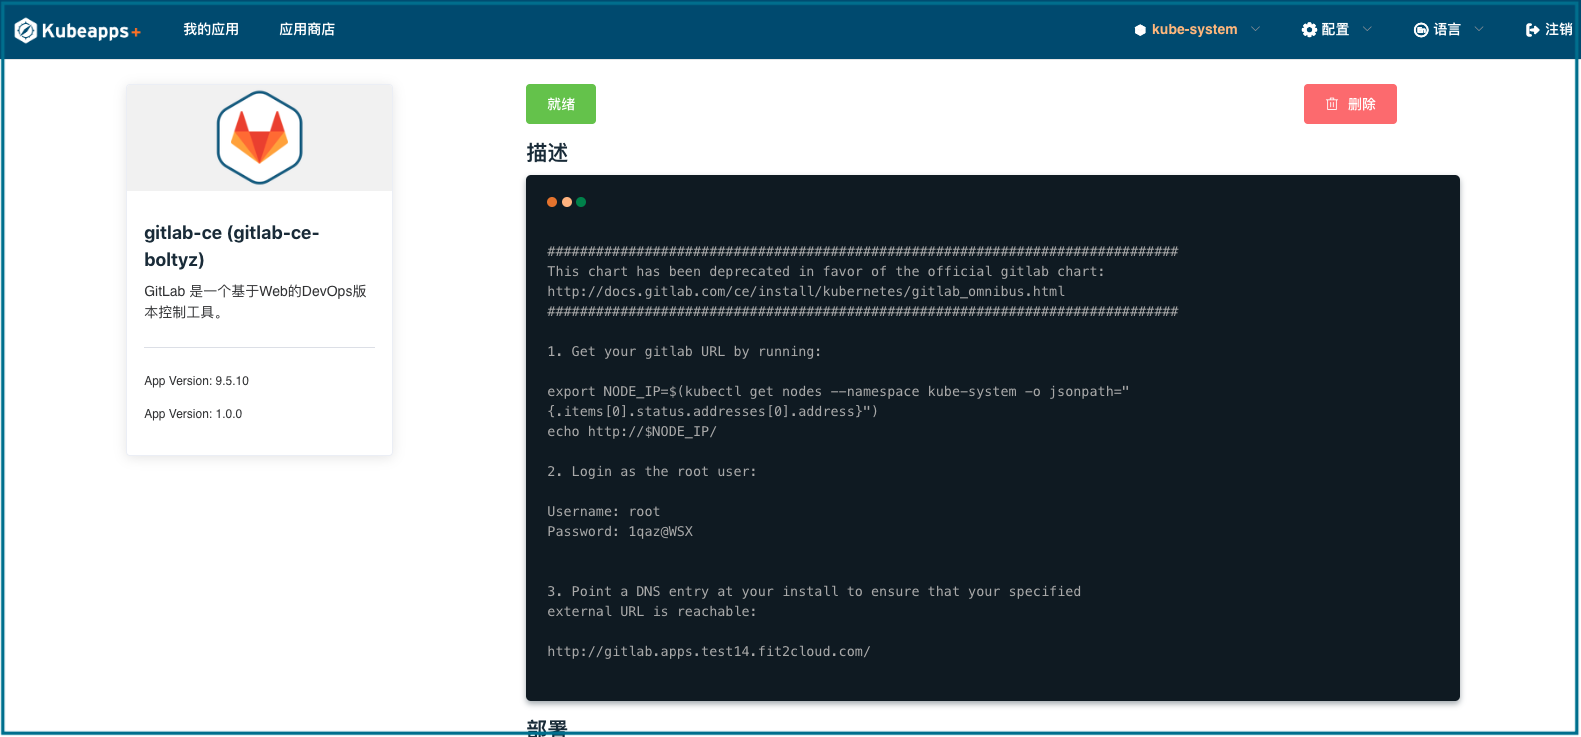 Kubeapps+
我的应用
应用商店
kube-system
配置
语言
注销
gitlab-ce (gitlab-ce-
boltyz)
GitLab 是一个基于Web的DevOps版
本控制工具。
App Version: 9.5.10
App Version: 1.0.0
就绪
删除
描述
##############################################################################
This chart has been deprecated in favor of the official gitlab chart:
http://docs.gitlab.com/ce/install/kubernetes/gitlab_omnibus.html
##############################################################################
1. Get your gitlab URL by running:
export NODE_IP=$(kubectl get nodes --namespace kube-system -o jsonpath="
{.items[0].status.addresses[0].address}")
echo http://$NODE_IP/
2. Login as the root user:
Username: root
Password: 1qaz@WSX
3. Point a DNS entry at your install to ensure that your specified
external URL is reachable:
http://gitlab.apps.test14.fit2cloud.com/
部署